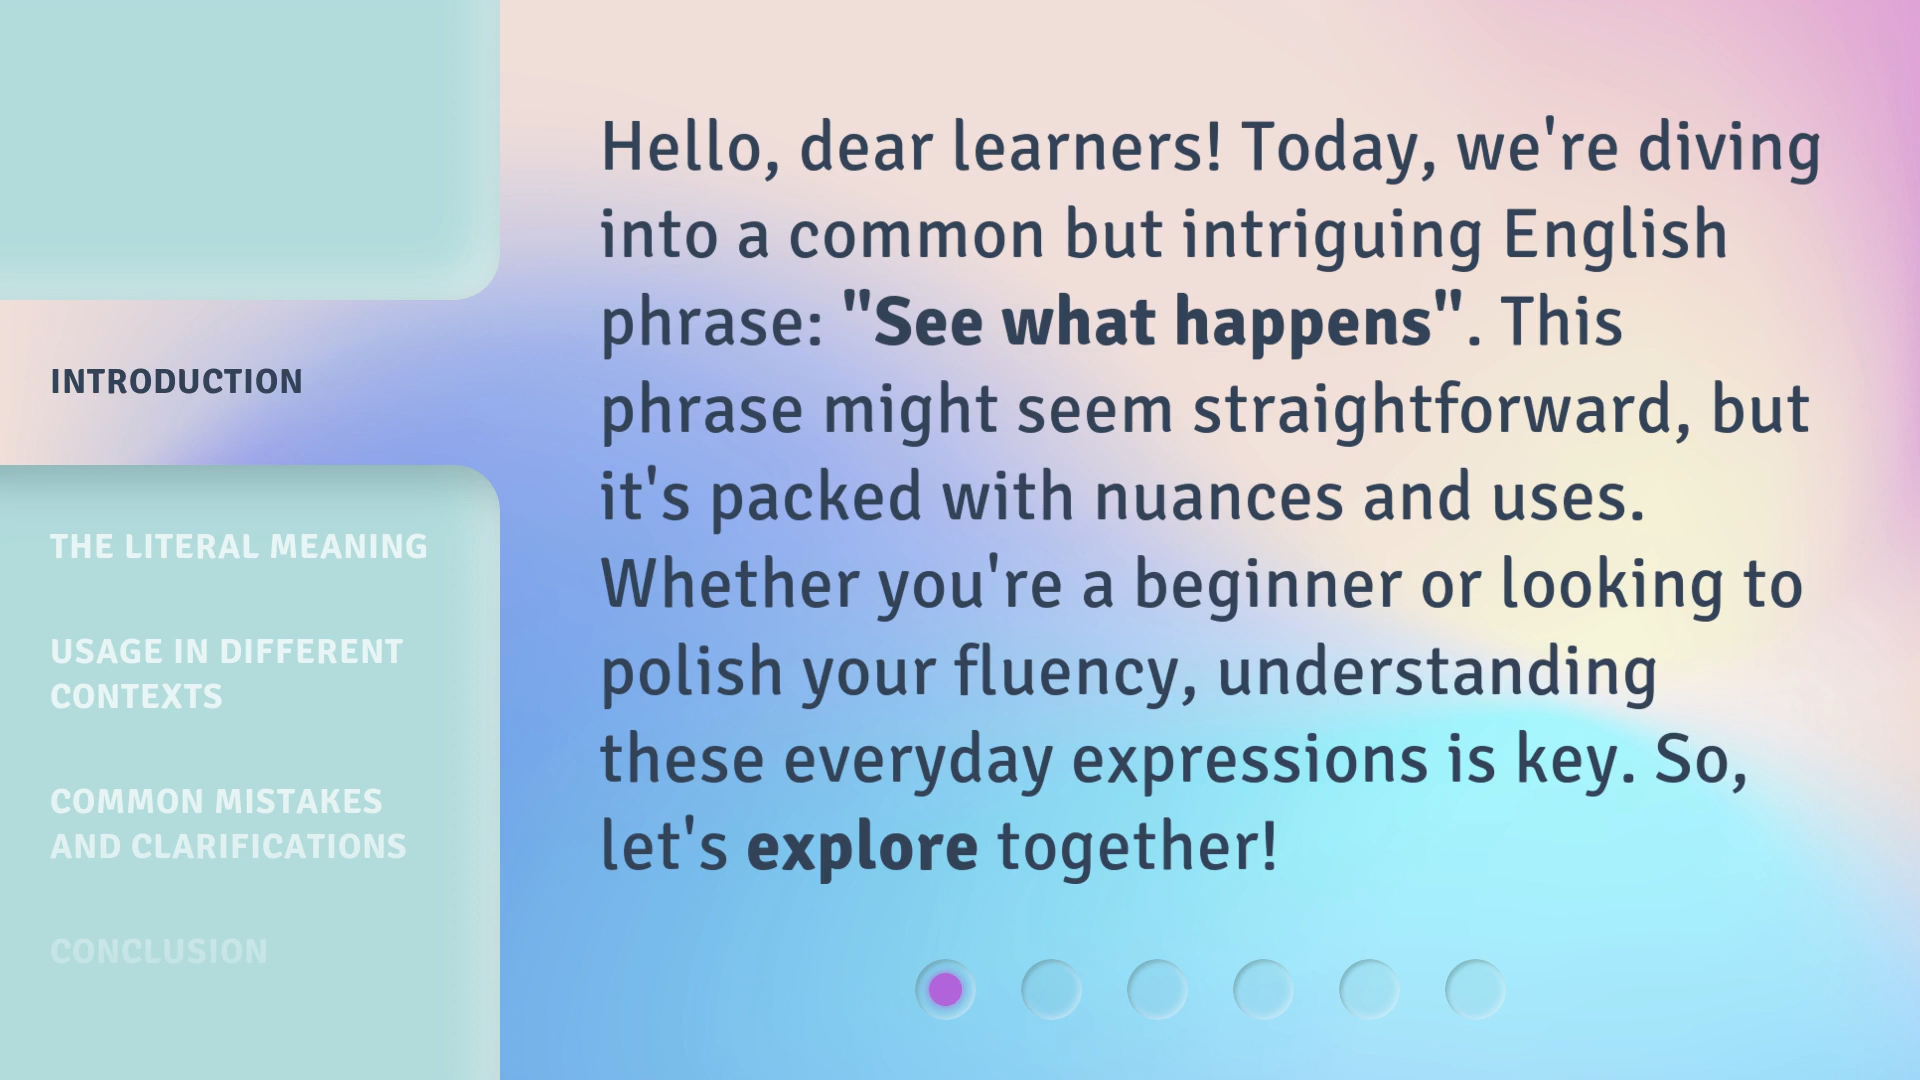 INTRODUCTION
THE LITERAL MEANING
USAGE IN DIFFERENT
CONTEXTS
COMMON MISTAKES
AND CLARIFICATIONS
CONCLUSION
Hello, dear learners! Today, we're diving
into a common but intriguing English
phrase: "See what happens". This
phrase might seem straightforward, but
it's packed with nuances and uses.
Whether you're a beginner or looking to
polish your fluency, understanding
these everyday expressions is key. So,
let's explore together!